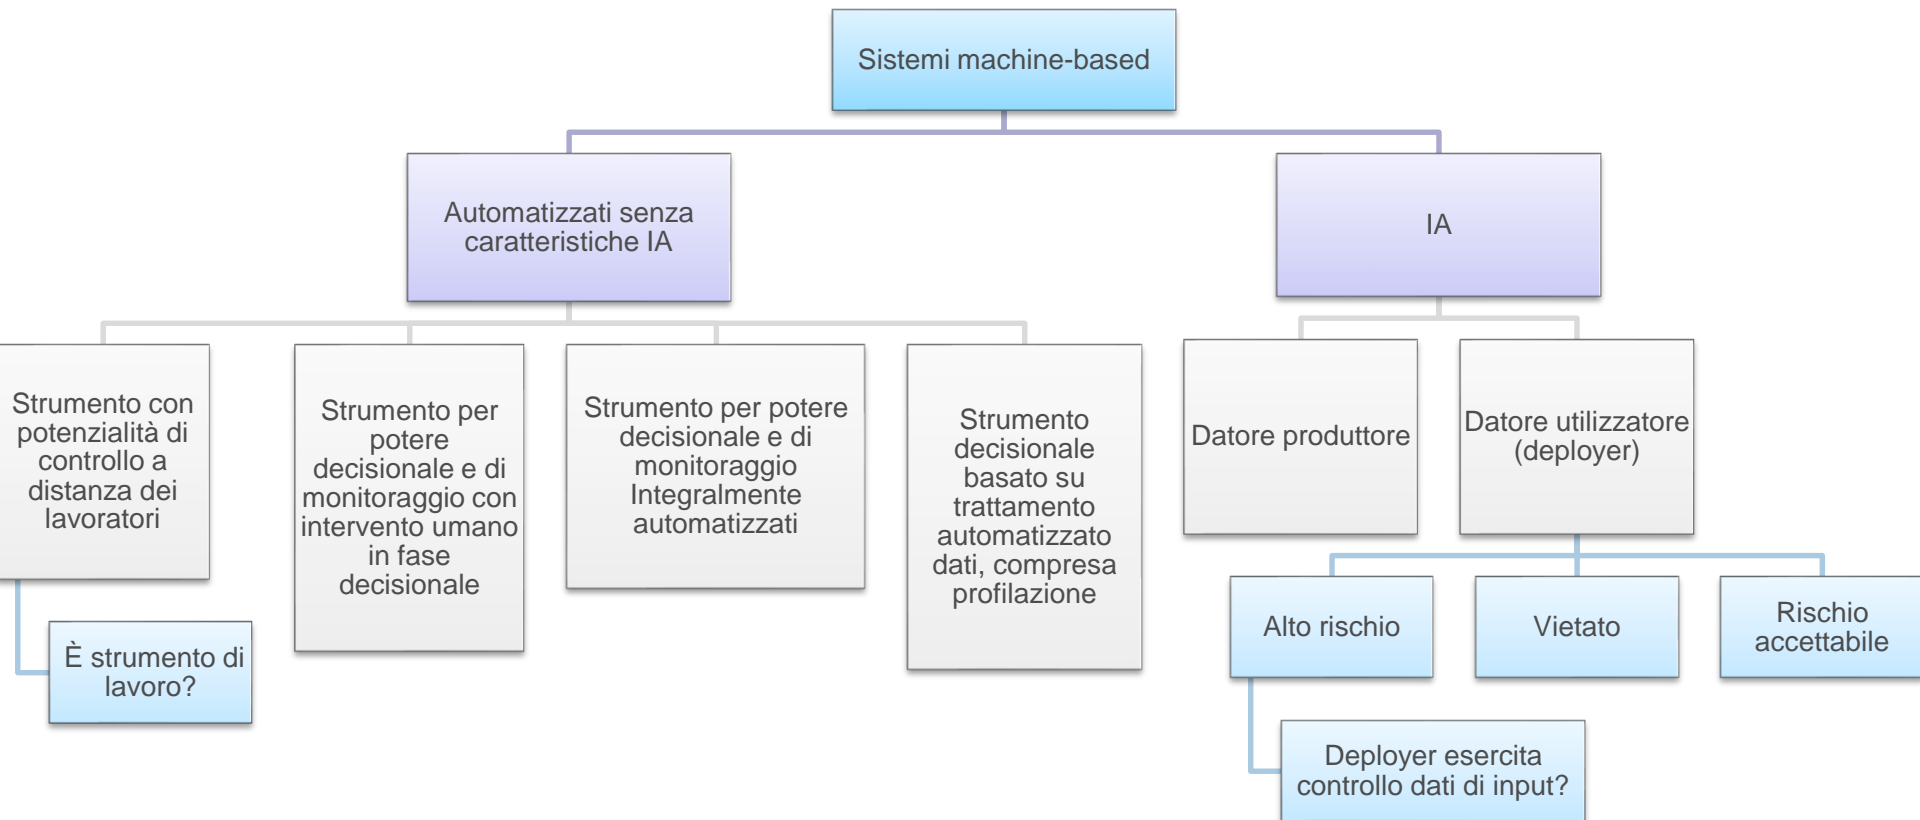 Sistemi machine-based
Automatizzati senza
caratteristiche IA
IA
Strumento con
potenzialità di
controllo a
distanza dei
lavoratori
Strumento per
potere
decisionale e di
monitoraggio con
intervento umano
in fase
decisionale
Strumento per potere
decisionale e di
monitoraggio
Integralmente
automatizzati
Strumento
decisionale
basato su
trattamento
automatizzato
dati, compresa
profilazione
Datore produttore
Datore utilizzatore
(deployer)
È strumento di
lavoro?
Alto rischio
Vietato
Rischio
accettabile
Deployer esercita
controllo dati di input?